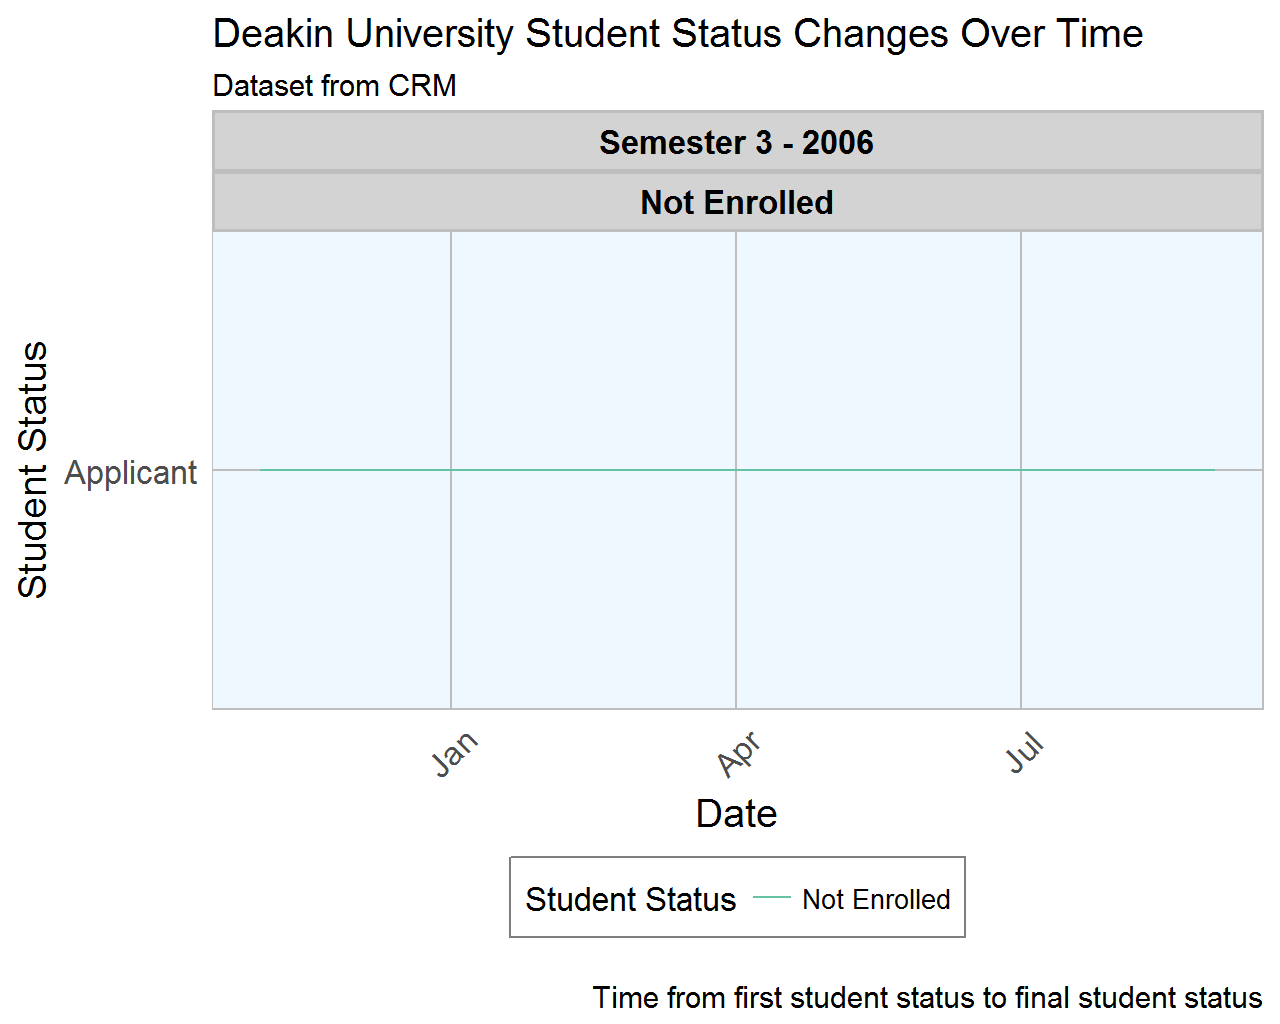 Deakin University Student Status Changes Over Time
Dataset from CRM
Semester 3 - 2006
Not Enrolled
Student Status
Applicant
Jan Apr Jul
Date
Student Status Not Enrolled
Time from first student status to final student status